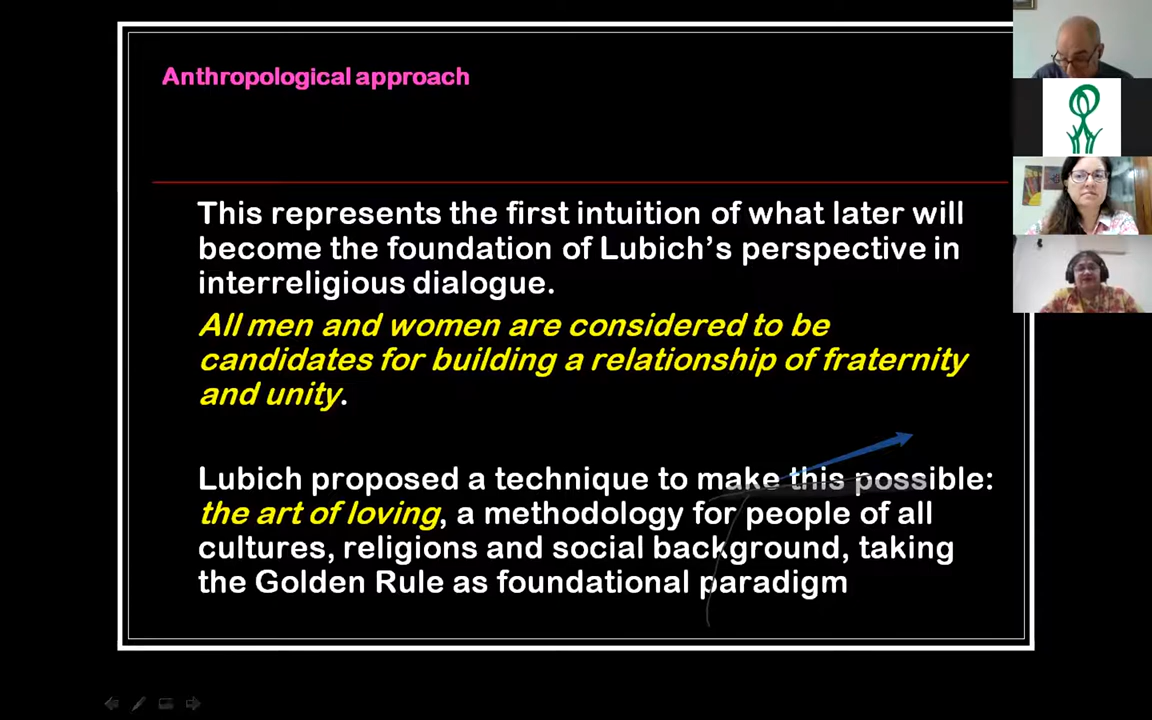 Anthropological approach
This represents the first intuition of what later will
become the foundation of Lubich's perspective in
interreligious dialogue.
All men and women are considered to be
candidates for building a relationship of fraternity
and unity.
Lubich proposed a technique to make this possible:
the art of loving, a methodology for people of all
cultures, religions and social background, taking
the Golden Rule as foundational paradigm